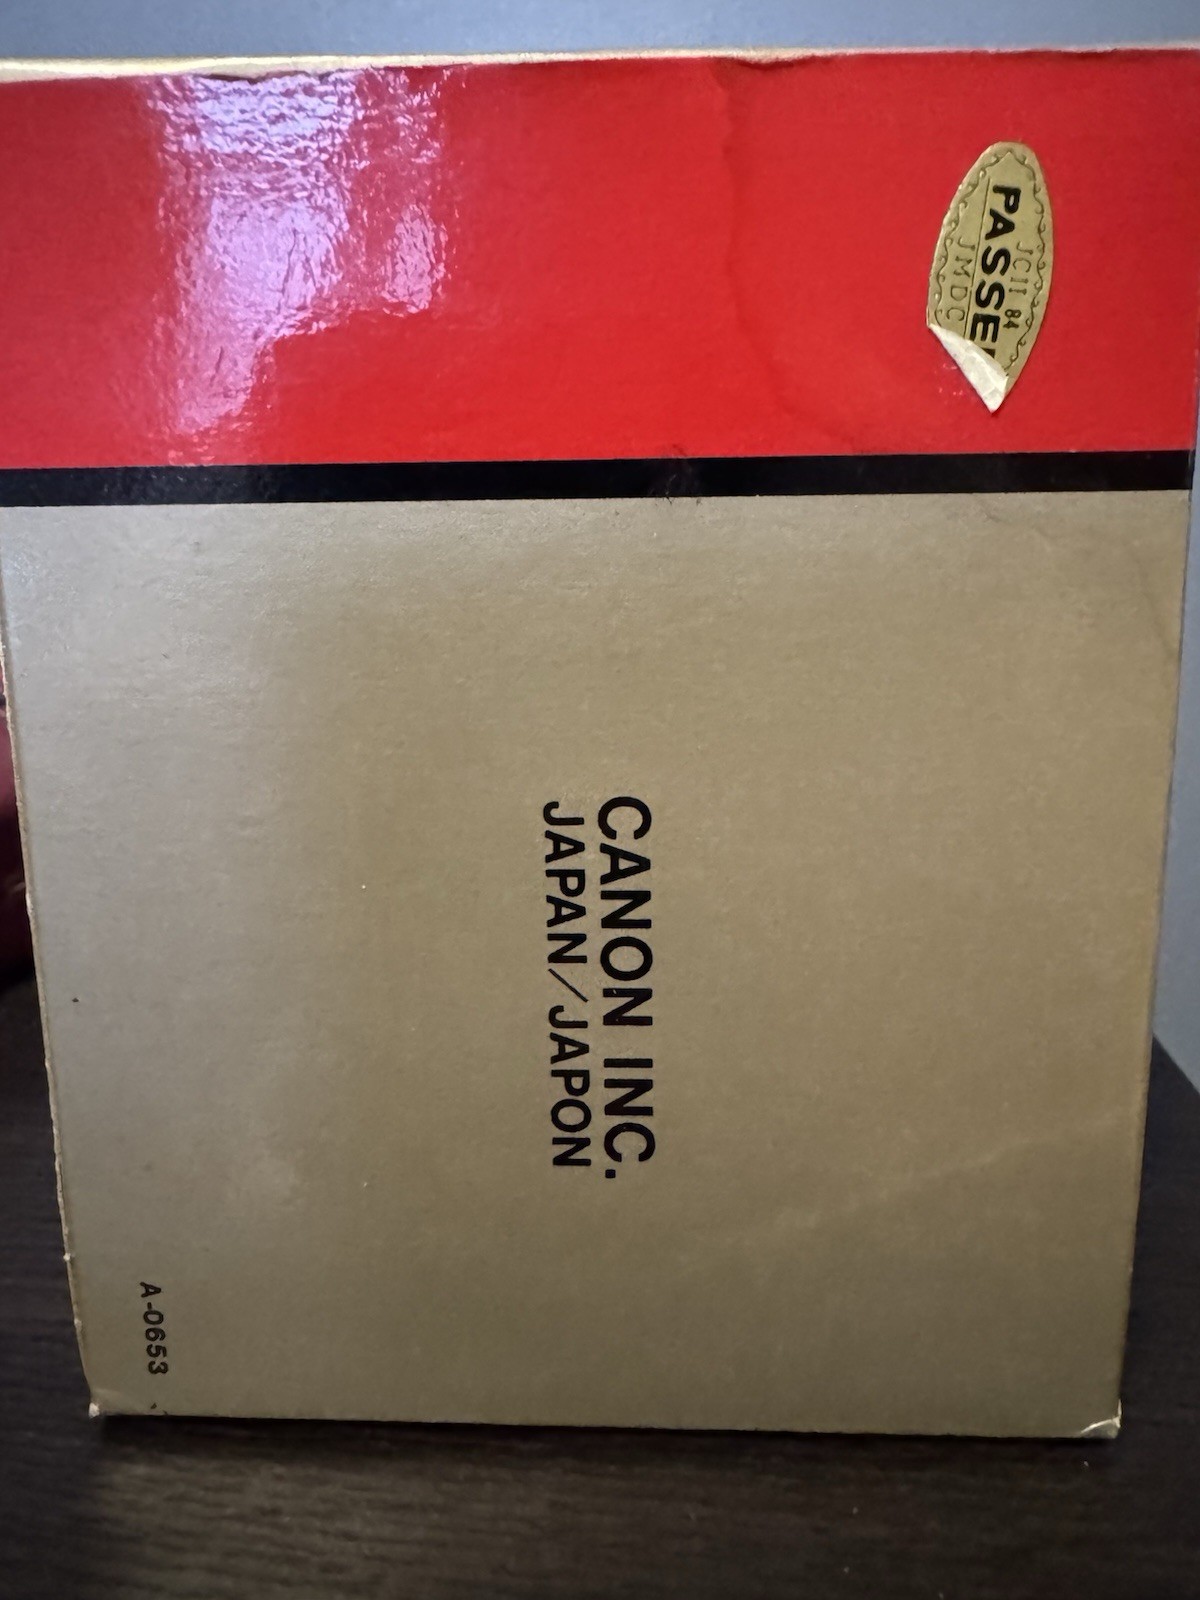 JCII 84
PASSE
JMDC
CANON INC.
JAPAN/JAPON
A-0653